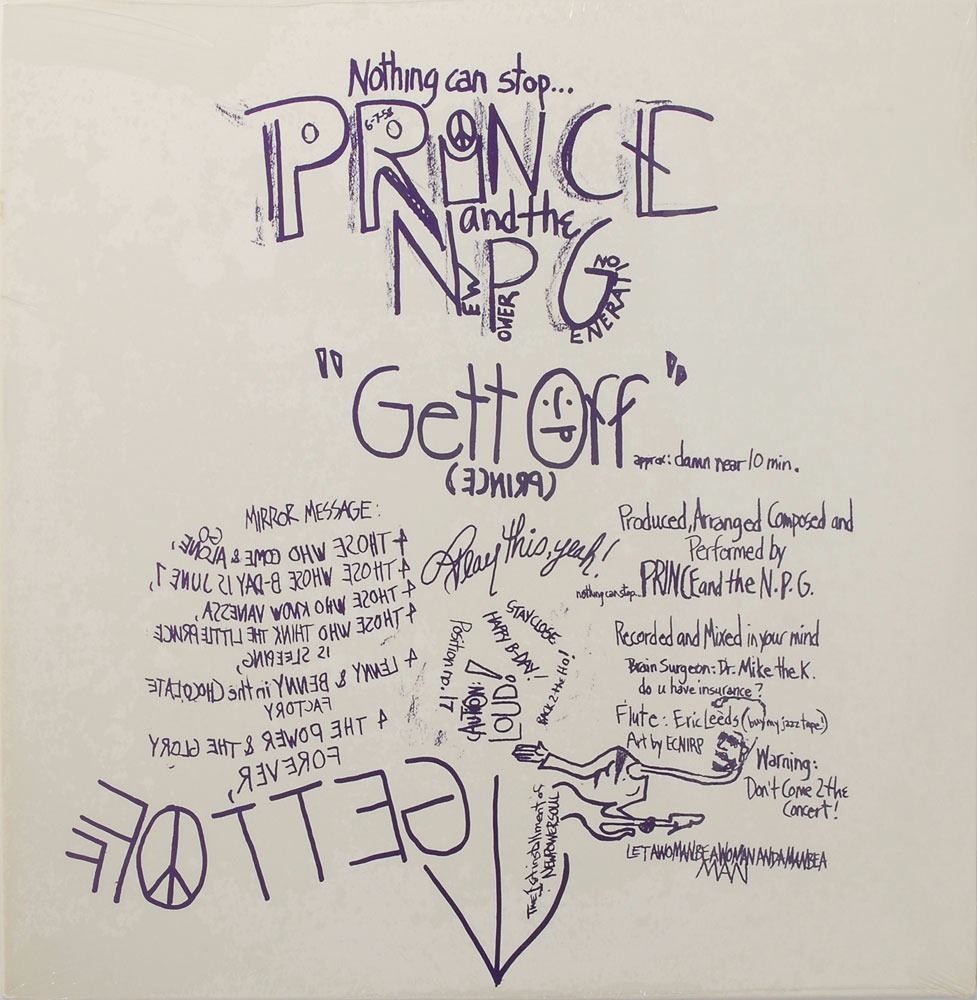 Nothing can stop...
PRiNCE
6-7-58
and the
NPG
NEW POWER GENERATION
"Gett Off"
approx: damn near 10 min.
(PRINCE)
MIRROR MESSAGE:
4 THOSE WHO COME & GO ALONE,
4 THOSE WHOSE B-DAY IS JUNE 7,
4 THOSE WHO KNOW VANESSA,
4 THOSE WHO THINK THE LITTLE PRINCE
IS SLEEPING,
4 LENNY & BENNY in the CHOCOLATE
FACTORY
4 THE POWER & THE GLORY
FOREVER,
GETT OFF
Play this, yeah!
STAY CLOSE
HAPPY B-DAY!
Position no. 17
CAUTION:
LOUD!
BACK 2 the Ho!
The 1st installment of
NEWPOWERSOUL
Produced, Arranged Composed and
Performed by
nothing can stop... PRINCE and the N.P.G.
Recorded and Mixed in your mind
Brain Surgeon: Dr. Mike the K.
do u have insurance?
Flute: Eric Leeds (buy my jazz tape!)
Art by ECNIRP
Warning:
Don't Come 2 the
Concert!
LET A WOMAN BE A WOMAN AND A MAN BE A
MAN